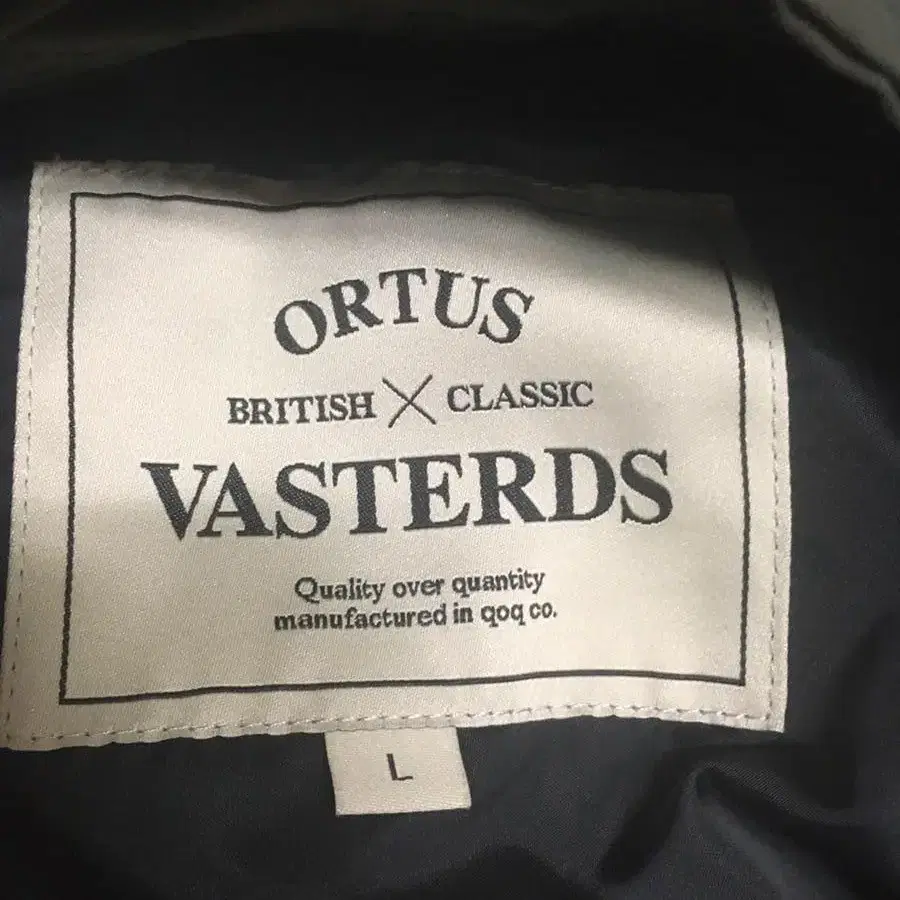 ORTUS
BRITISH CLASSIC
VASTERDS
Quality over quantity
manufactured in qoq co.
L